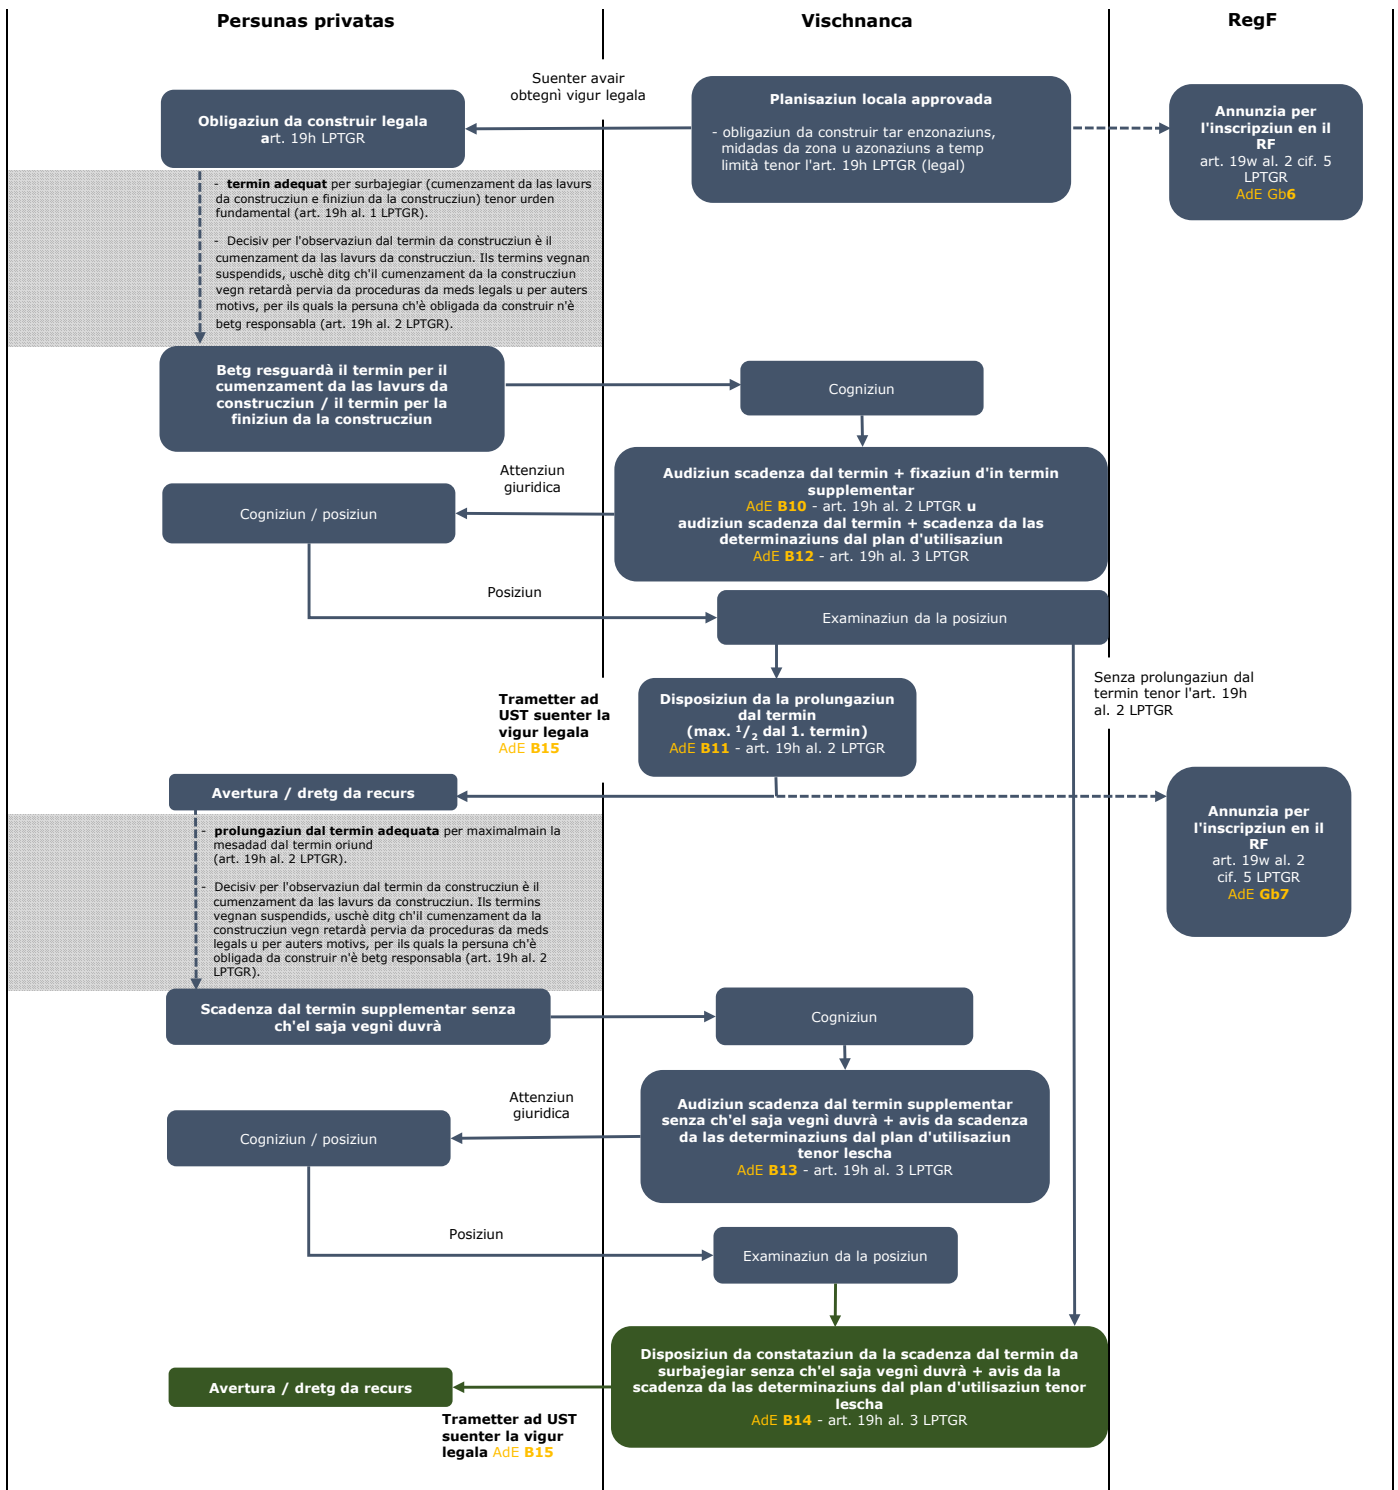 Persunas privatas
Vischnanca
RegF
Suenter avair
obtegnì vigur legala
Planisaziun locala approvada
- obligaziun da construir tar enzonaziuns,
midadas da zona u azonaziuns a temp
limità tenor l'art. 19h LPTGR (legal)
Obligaziun da construir legala
art. 19h LPTGR
Annunzia per
l'inscripziun en il
RF
art. 19w al. 2 cif. 5
LPTGR
AdE Gb6
- termin adequat per surbajegiar (cumenzament da las lavurs
da construcziun e finiziun da la construcziun) tenor urden
fundamental (art. 19h al. 1 LPTGR).
- Decisiv per l'observaziun dal termin da construcziun è il
cumenzament da las lavurs da construcziun. Ils termins vegnan
suspendids, uschè ditg ch'il cumenzament da la construcziun
vegn retardà pervia da proceduras da meds legals u per auters
motivs, per ils quals la persuna ch'è obligada da construir n'è
betg responsabla (art. 19h al. 2 LPTGR).
Betg resguardà il termin per il
cumenzament da las lavurs da
construcziun / il termin per la
finiziun da la construcziun
Cogniziun
Attenziun
giuridica
Audiziun scadenza dal termin + fixaziun d'in termin
supplementar
AdE B10 - art. 19h al. 2 LPTGR u
audiziun scadenza dal termin + scadenza da las
determinaziuns dal plan d'utilisaziun
AdE B12 - art. 19h al. 3 LPTGR
Cogniziun / posiziun
Posiziun
Examinaziun da la posiziun
Senza prolungaziun dal
termin tenor l'art. 19h
al. 2 LPTGR
Trametter ad
UST suenter la
vigur legala
AdE B15
Disposiziun da la prolungaziun
dal termin
(max. 1/2 dal 1. termin)
AdE B11 - art. 19h al. 2 LPTGR
Avertura / dretg da recurs
Annunzia per
l'inscripziun en il
RF
art. 19w al. 2
cif. 5 LPTGR
AdE Gb7
- prolungaziun dal termin adequata per maximalmain la
mesadad dal termin oriund
(art. 19h al. 2 LPTGR).
- Decisiv per l'observaziun dal termin da construcziun è il
cumenzament da las lavurs da construcziun. Ils termins
vegnan suspendids, uschè ditg ch'il cumenzament da la
construcziun vegn retardà pervia da proceduras da meds
legals u per auters motivs, per ils quals la persuna ch'è
obligada da construir n'è betg responsabla (art. 19h al. 2
LPTGR).
Scadenza dal termin supplementar senza
ch'el saja vegnì duvrà
Cogniziun
Attenziun
giuridica
Audiziun scadenza dal termin supplementar
senza ch'el saja vegnì duvrà + avis da scadenza
da las determinaziuns dal plan d'utilisaziun
tenor lescha
AdE B13 - art. 19h al. 3 LPTGR
Cogniziun / posiziun
Posiziun
Examinaziun da la posiziun
Disposiziun da constataziun da la scadenza dal termin da
surbajegiar senza ch'el saja vegnì duvrà + avis da la
scadenza da las determinaziuns dal plan d'utilisaziun tenor
lescha
AdE B14 - art. 19h al. 3 LPTGR
Avertura / dretg da recurs
Trametter ad UST
suenter la vigur
legala AdE B15